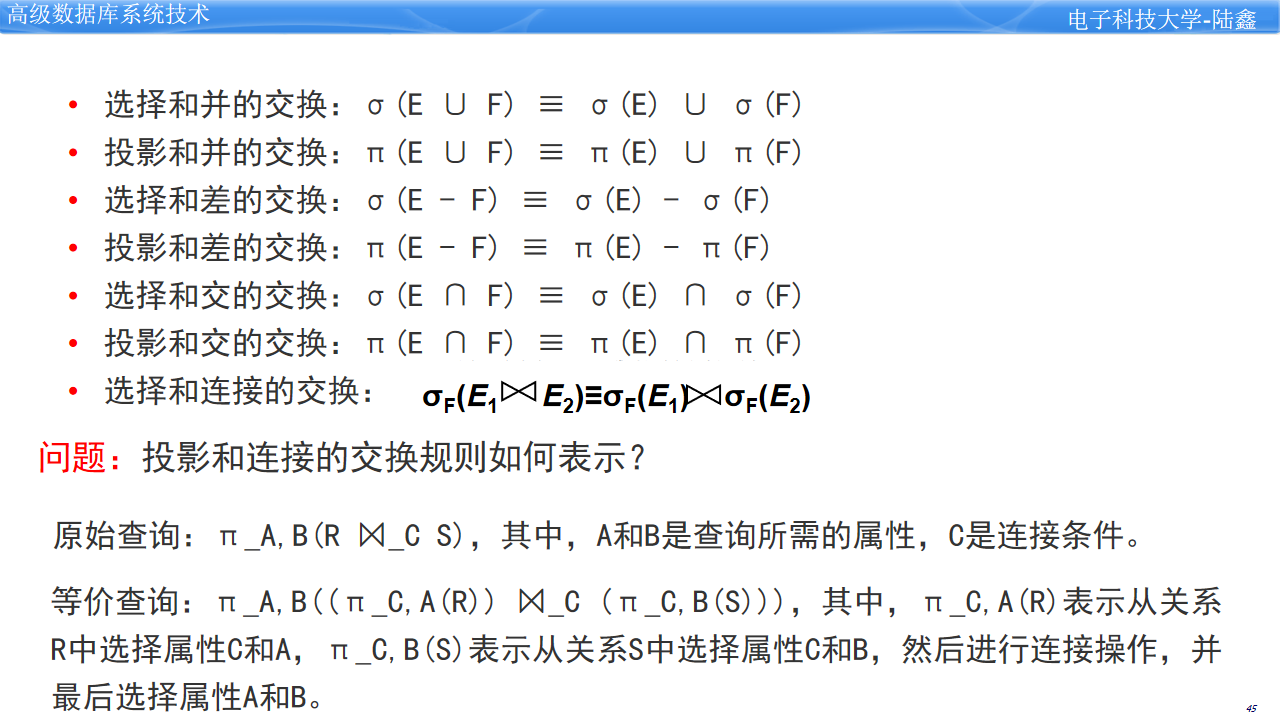 高级数据库系统技术
电子科技大学-陆鑫
• 选择和并的交换：σ(E ∪ F) ≡ σ(E) ∪ σ(F)
• 投影和并的交换：π(E ∪ F) ≡ π(E) ∪ π(F)
• 选择和差的交换：σ(E - F) ≡ σ(E) - σ(F)
• 投影和差的交换：π(E - F) ≡ π(E) - π(F)
• 选择和交的交换：σ(E ∩ F) ≡ σ(E) ∩ σ(F)
• 投影和交的交换：π(E ∩ F) ≡ π(E) ∩ π(F)
• 选择和连接的交换： σF(E1⋈E2)≡σF(E1)⋈σF(E2)
问题：投影和连接的交换规则如何表示？
原始查询：π_A,B(R ⋈_C S)，其中，A和B是查询所需的属性，C是连接条件。
等价查询：π_A,B((π_C,A(R)) ⋈_C (π_C,B(S)))，其中，π_C,A(R)表示从关系
R中选择属性C和A，π_C,B(S)表示从关系S中选择属性C和B，然后进行连接操作，并
最后选择属性A和B。
45